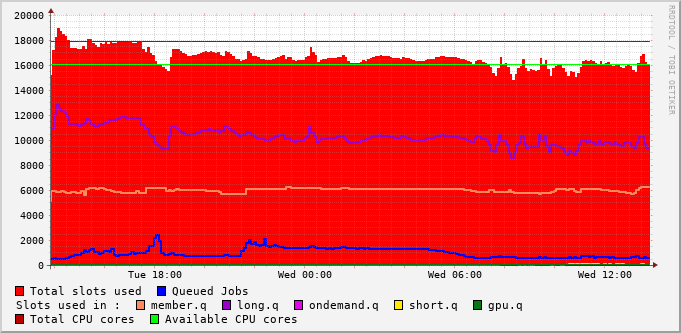 20000
18000
16000
14000
12000
10000
8000
6000
4000
2000
0
Tue 18:00 Wed 00:00 Wed 06:00 Wed 12:00
RRDTOOL / TOBI OETIKER
Total slots used Queued Jobs
Slots used in : member.q long.q ondemand.q short.q gpu.q
Total CPU cores Available CPU cores